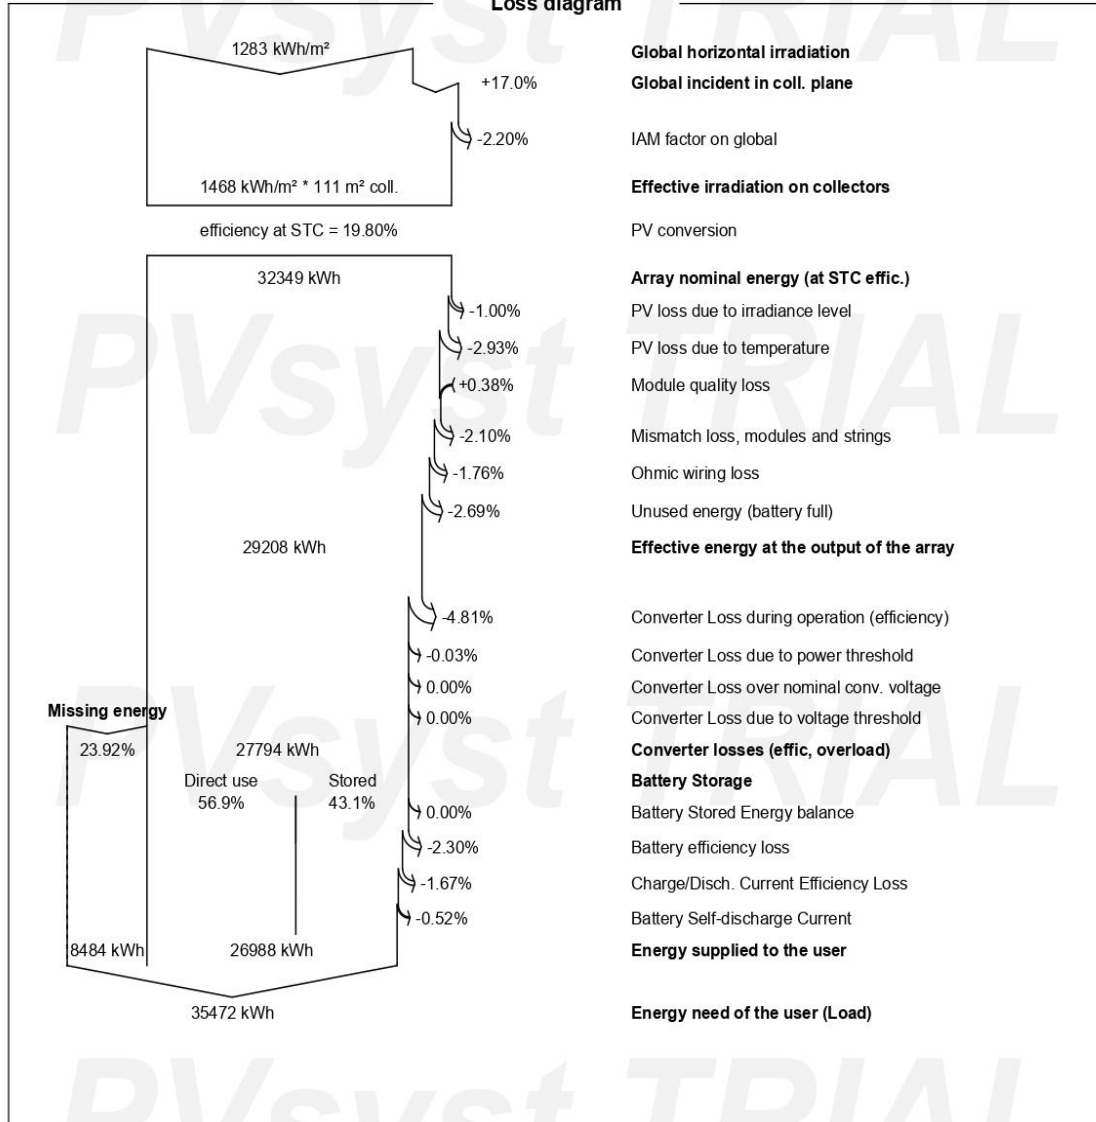 Loss diagram
1283 kWh/m² Global horizontal irradiation
+17.0% Global incident in coll. plane
-2.20% IAM factor on global
1468 kWh/m² * 111 m² coll. Effective irradiation on collectors
efficiency at STC = 19.80% PV conversion
32349 kWh Array nominal energy (at STC effic.)
-1.00% PV loss due to irradiance level
-2.93% PV loss due to temperature
+0.38% Module quality loss
-2.10% Mismatch loss, modules and strings
-1.76% Ohmic wiring loss
-2.69% Unused energy (battery full)
29208 kWh Effective energy at the output of the array
-4.81% Converter Loss during operation (efficiency)
-0.03% Converter Loss due to power threshold
0.00% Converter Loss over nominal conv. voltage
Missing energy
0.00% Converter Loss due to voltage threshold
23.92% 27794 kWh Converter losses (effic, overload)
Direct use Stored Battery Storage
56.9% 43.1%
0.00% Battery Stored Energy balance
-2.30% Battery efficiency loss
-1.67% Charge/Disch. Current Efficiency Loss
-0.52% Battery Self-discharge Current
8484 kWh 26988 kWh Energy supplied to the user
35472 kWh Energy need of the user (Load)
PVsyst TRIAL
PVsyst TRIAL
PVsyst TRIAL
PVsyst TRIAL